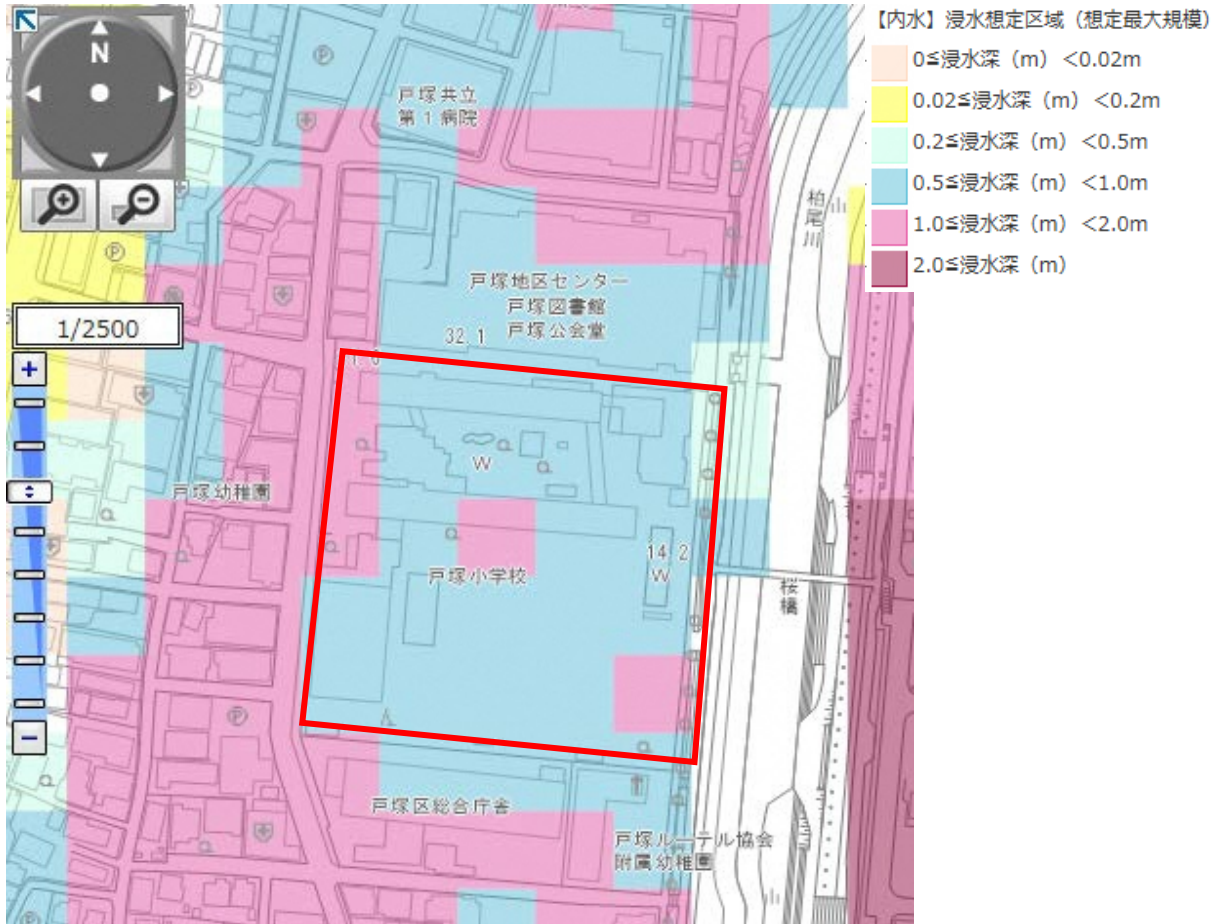 【内水】浸水想定区域（想定最大規模）
0≦浸水深（m）＜0.02m
0.02≦浸水深（m）＜0.2m
0.2≦浸水深（m）＜0.5m
0.5≦浸水深（m）＜1.0m
1.0≦浸水深（m）＜2.0m
2.0≦浸水深（m）
N
1/2500
+
−
戸塚共立
第1病院
柏尾川
戸塚地区センター
戸塚図書館
戸塚公会堂
32.1
W
戸塚幼稚園
14.2
W
戸塚小学校
桜橋
戸塚区総合庁舎
戸塚ルーテル協会
附属幼稚園
P
P
P
P